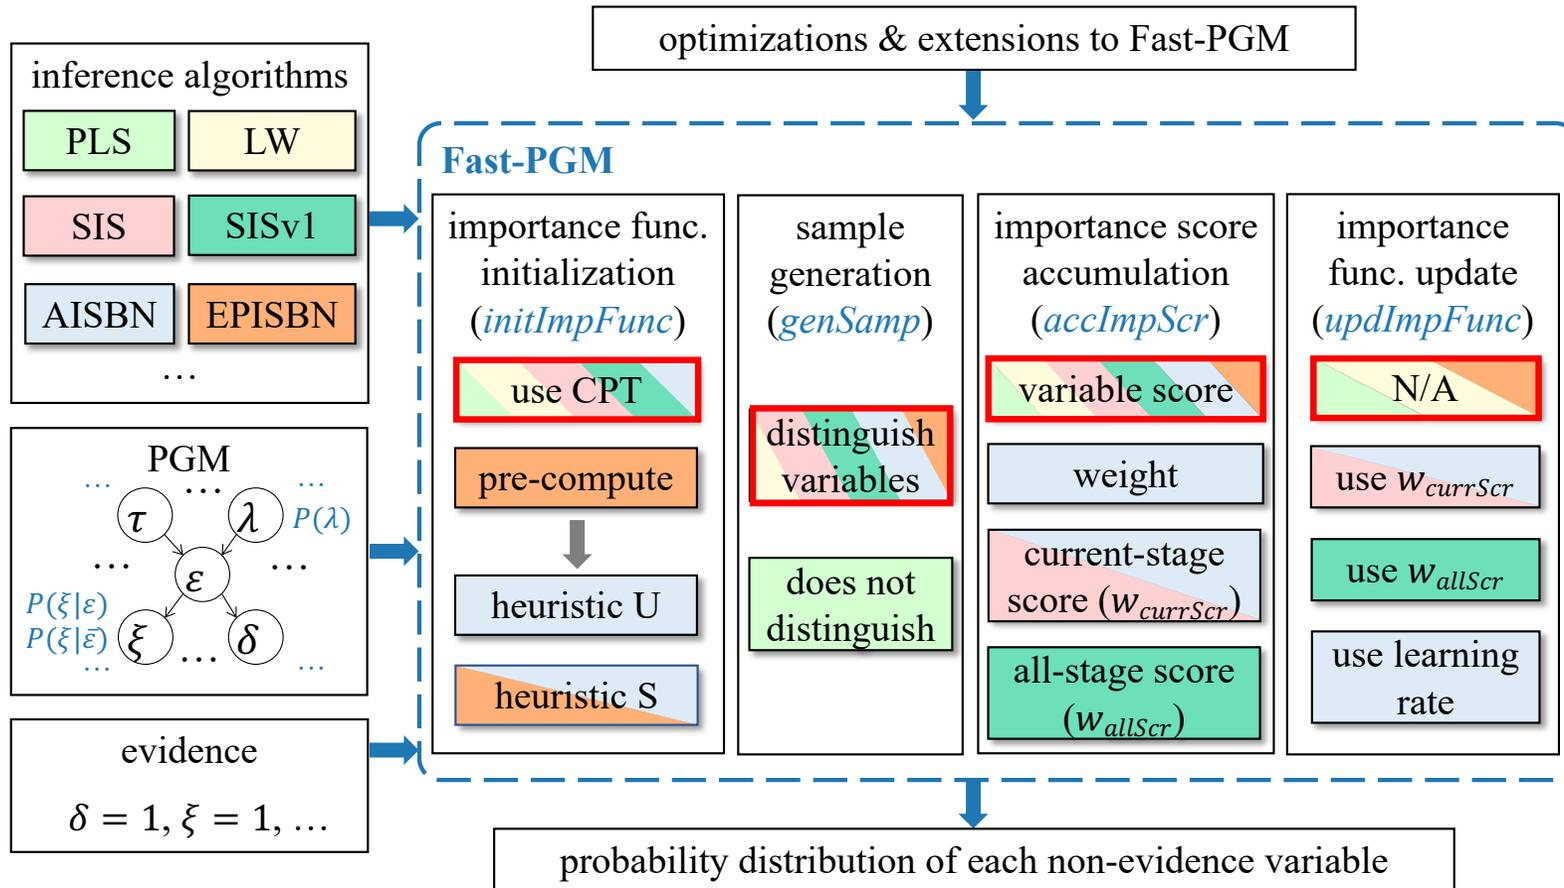 optimizations & extensions to Fast-PGM
inference algorithms
PLS
LW
SIS
SISv1
AISBN
EPISBN
...
PGM
...
...
...
τ
λ
P(λ)
...
ε
...
P(ξ|ε)
P(ξ|ε̄)
ξ
δ
...
...
...
evidence
δ = 1, ξ = 1, ...
Fast-PGM
importance func.
initialization
(initImpFunc)
use CPT
pre-compute
heuristic U
heuristic S
sample
generation
(genSamp)
distinguish
variables
does not
distinguish
importance score
accumulation
(accImpScr)
variable score
weight
current-stage
score (w_currScr)
all-stage score
(w_allScr)
importance
func. update
(updImpFunc)
N/A
use w_currScr
use w_allScr
use learning
rate
probability distribution of each non-evidence variable